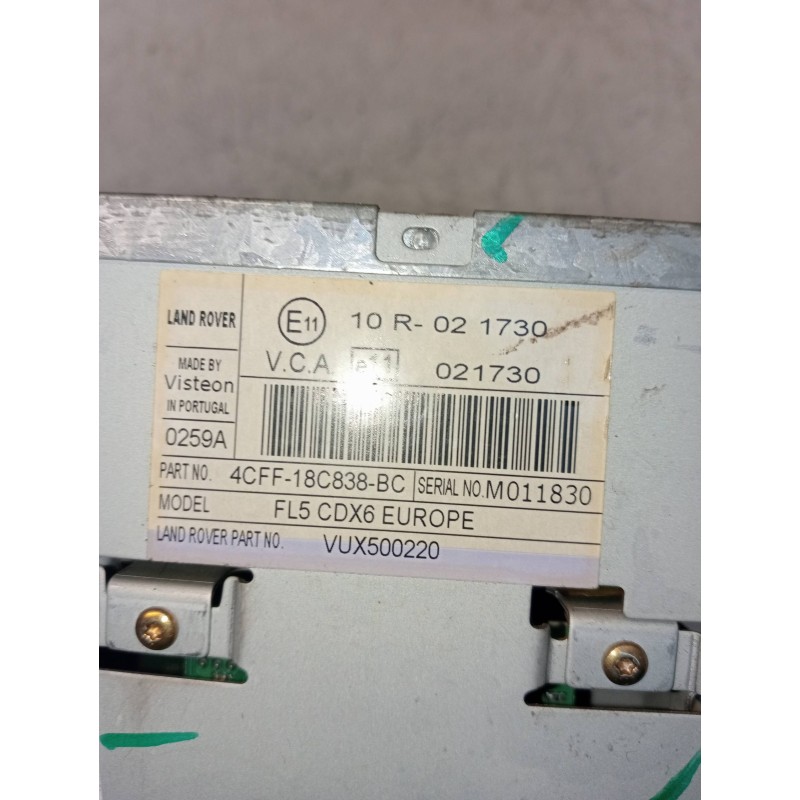 LAND ROVER
E11 10 R- 02 1730
V.C.A. e11 021730
MADE BY
Visteon
IN PORTUGAL
0259A
PART NO. 4CFF-18C838-BC SERIAL NO. M011830
MODEL FL5 CDX6 EUROPE
LAND ROVER PART NO. VUX500220